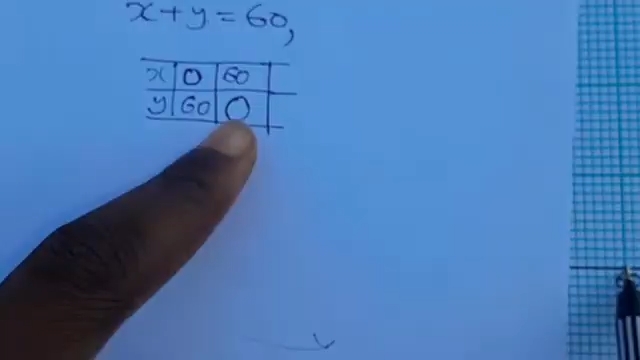 x + y = 60,
x 0 60
y 60 0